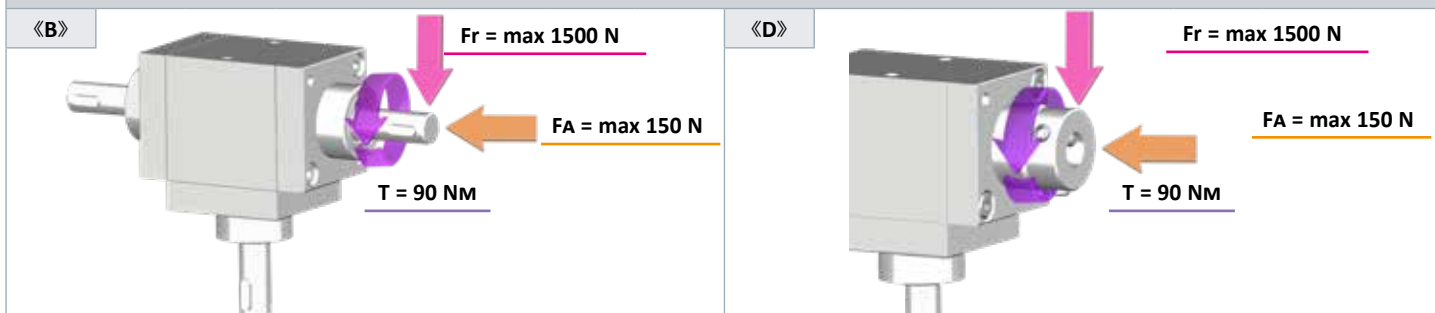 《B》
Fr = max 1500 N
FA = max 150 N
T = 90 NM
《D》
Fr = max 1500 N
FA = max 150 N
T = 90 NM